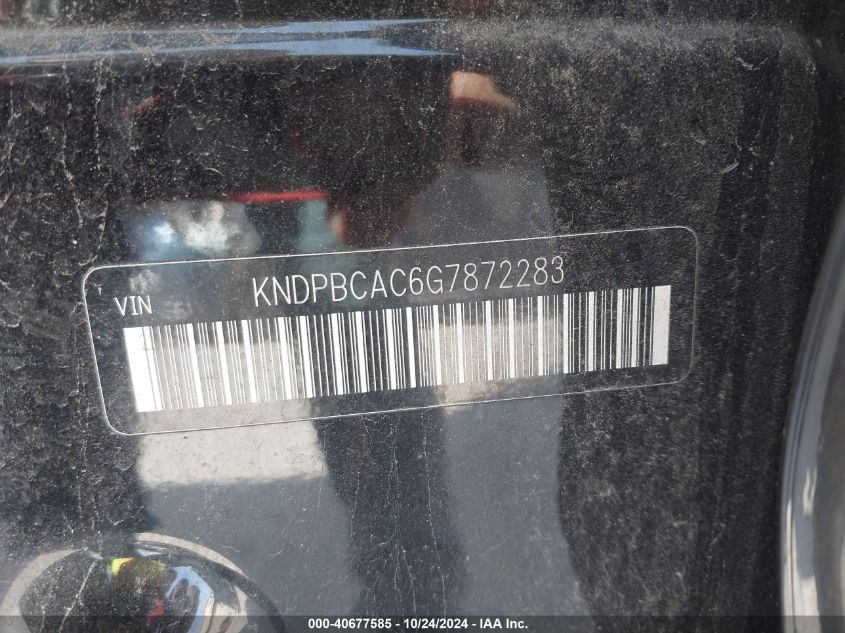 VIN KNDPBCAC6G7872283
000-40677585 | 10/24/2024 - IAA Inc.